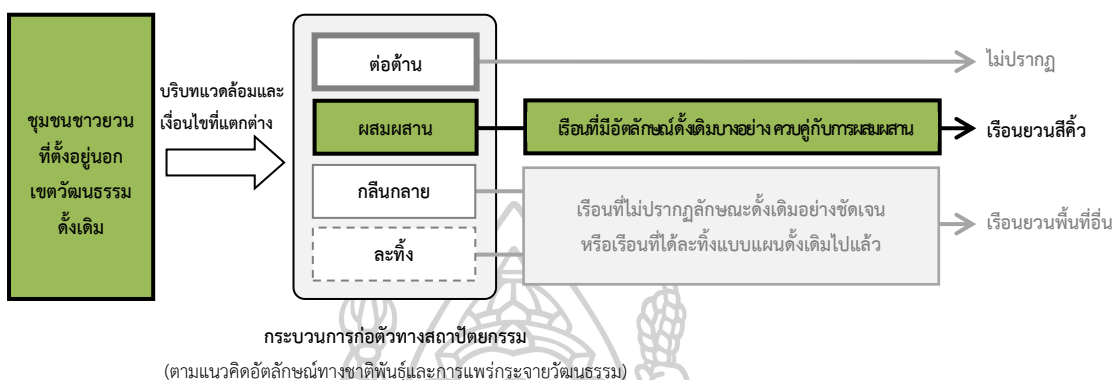 ชุมชนชาวยวน
ที่ตั้งอยู่นอก
เขตวัฒนธรรม
ดั้งเดิม
บริบทแวดล้อมและ
เงื่อนไขที่แตกต่าง
ต่อต้าน
ไม่ปรากฏ
ผสมผสาน
เรือนที่มีอัตลักษณ์ดั้งเดิมบางอย่าง ควบคู่กับการผสมผสาน
เรือนยวนสีคิ้ว
กลืนกลาย
ละทิ้ง
เรือนที่ไม่ปรากฏลักษณะดั้งเดิมอย่างชัดเจน
หรือเรือนที่ได้ละทิ้งแบบแผนดั้งเดิมไปแล้ว
เรือนยวนพื้นที่อื่น
กระบวนการก่อตัวทางสถาปัตยกรรม
(ตามแนวคิดอัตลักษณ์ทางชาติพันธุ์และการแพร่กระจายวัฒนธรรม)